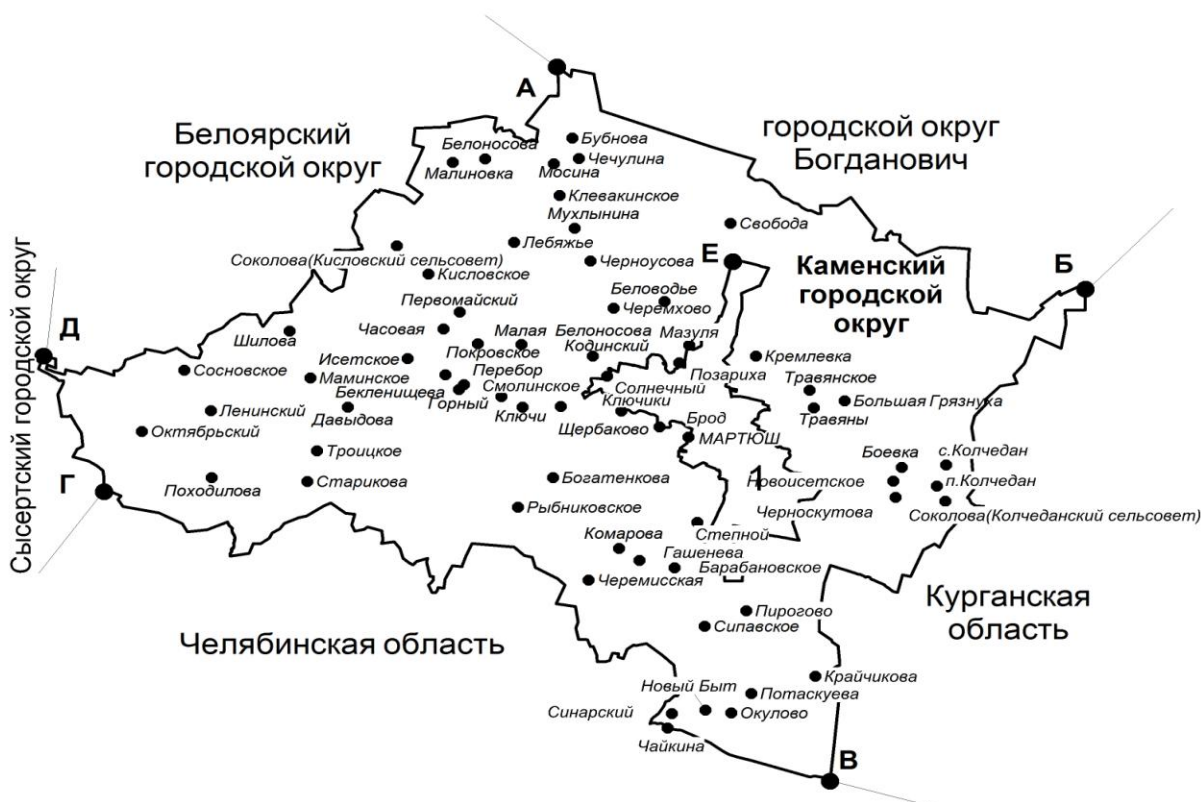 А
Белоярский
городской округ
городской округ
Богданович
Бубнова
Белоносова
Чечулина
Малиновка
Мосина
Клевакинское
Мухлынина
Свобода
Лебяжье
Соколова(Кисловский сельсовет)
Черноусова
Е
Каменский
городской
округ
Б
Кисловское
Беловодье
Черемхово
Первомайский
Сысертский городской округ
Д
Шилова
Часовая
Малая
Белоносова
Мазуля
Исетское
Покровское
Кодинский
Позариха
Кремлевка
Сосновское
Маминское
Перебор
Смолинское
Солнечный
Травянское
Бекленищева
Горный
Ключи
Ключики
Большая Грязнуха
Ленинский
Давыдова
Щербаково
Брод
Травяны
Октябрьский
МАРТЮШ
Троицкое
Боевка
с.Колчедан
Г
Походилова
Старикова
Богатенкова
1
Новоисетское
п.Колчедан
Рыбниковское
Черноскутова
Соколова(Колчеданский сельсовет)
Степной
Комарова
Гашенева
Барабановское
Черемисская
Курганская
область
Пирогово
Сипавское
Челябинская область
Крайчикова
Новый Быт
Потаскуева
Синарский
Окулово
Чайкина
В